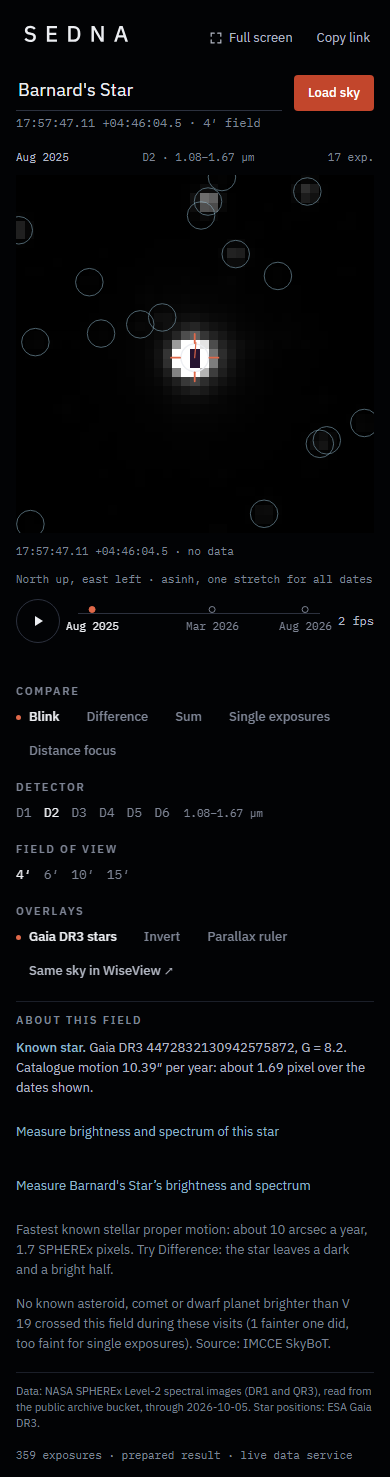 SEDNA
Full screen Copy link
Barnard's Star Load sky
17:57:47.11 +04:46:04.5 · 4′ field
Aug 2025 D2 · 1.08–1.67 µm 17 exp.
17:57:47.11 +04:46:04.5 · no data
North up, east left · asinh, one stretch for all dates
Aug 2025 Mar 2026 Aug 2026 2 fps
COMPARE
Blink Difference Sum Single exposures
Distance focus
DETECTOR
D1 D2 D3 D4 D5 D6 1.08–1.67 µm
FIELD OF VIEW
4′ 6′ 10′ 15′
OVERLAYS
Gaia DR3 stars Invert Parallax ruler
Same sky in WiseView ↗
ABOUT THIS FIELD
Known star. Gaia DR3 4472832130942575872, G = 8.2.
Catalogue motion 10.39″ per year: about 1.69 pixel over the
dates shown.
Measure brightness and spectrum of this star
Measure Barnard's Star’s brightness and spectrum
Fastest known stellar proper motion: about 10 arcsec a year,
1.7 SPHEREx pixels. Try Difference: the star leaves a dark
and a bright half.
No known asteroid, comet or dwarf planet brighter than V
19 crossed this field during these visits (1 fainter one did,
too faint for single exposures). Source: IMCCE SkyBoT.
Data: NASA SPHEREx Level-2 spectral images (DR1 and QR3), read from
the public archive bucket, through 2026-10-05. Star positions: ESA Gaia
DR3.
359 exposures · prepared result · live data service